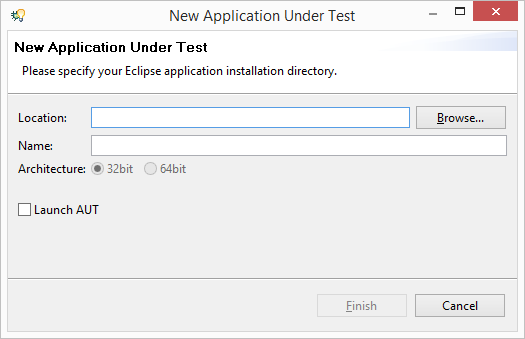 New Application Under Test
New Application Under Test
Please specify your Eclipse application installation directory.
Location: Browse...
Name:
Architecture: 32bit 64bit
Launch AUT
Finish Cancel